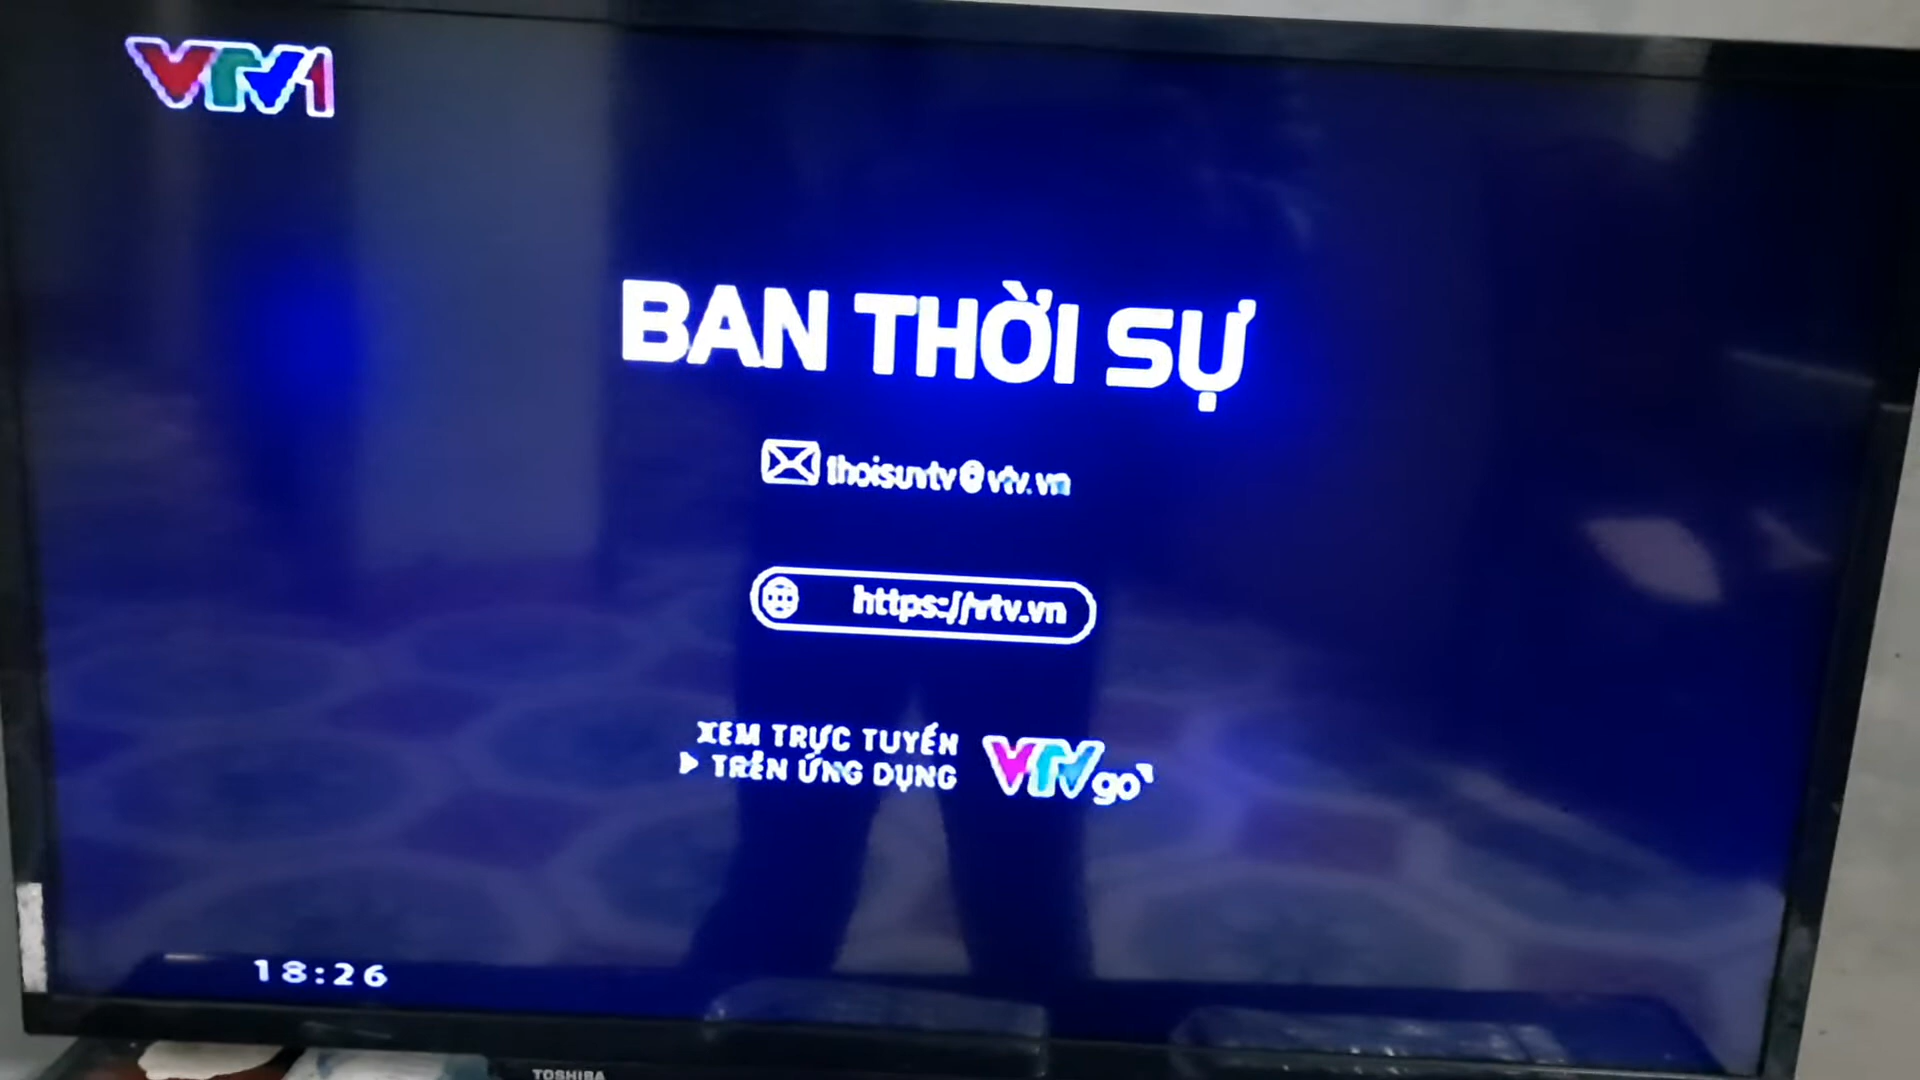 VTV1
BAN THỜI SỰ
thoisuvtv@vtv.vn
https://vtv.vn
XEM TRỰC TUYẾN
TRÊN ỨNG DỤNG
VTVgo
18:26
TOSHIBA